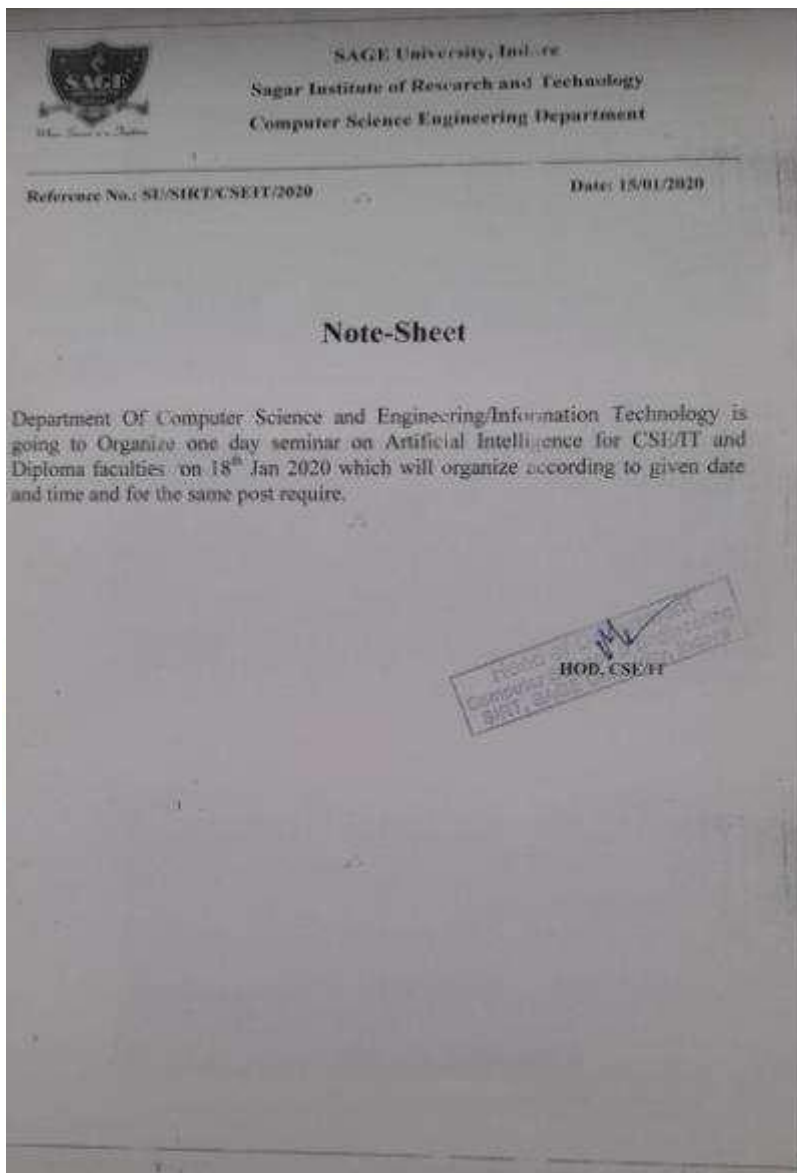 SAGE
SAGE University,
Sagar Institute of Research and Technology
Computer Science Engineering Department
Reference No.: SU/SIRT/CSEIT/2020
Date: 15/01/2020
Note-Sheet
Department Of Computer Science and Engineering/Information Technology is
going to Organize one day seminar on Artificial Intelligence for CSE/IT and
Diploma faculties on 18th Jan 2020 which will organize according to given date
and time and for the same post require.
HOD, CSE/IT